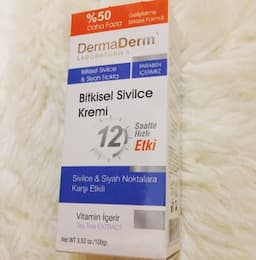 %50
Daha Fazla
Geliştirilmiş
Bitkisel Formül
DermaDerm
LABORATORIES
Bitkisel Sivilce
& Siyah Nokta
PARABEN
İÇERMEZ
Bitkisel Sivilce
Kremi
12
Saatte
Hızlı
Etki
Sivilce & Siyah Noktalara
Karşı Etkili
Vitamin İçerir
Tea Tree EXTRACT
Net WT 3.52 oz./100g℮